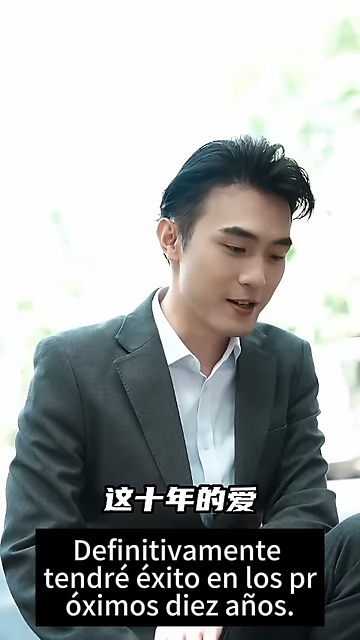 这十年的爱
Definitivamente
tendré éxito en los pr
óximos diez años.